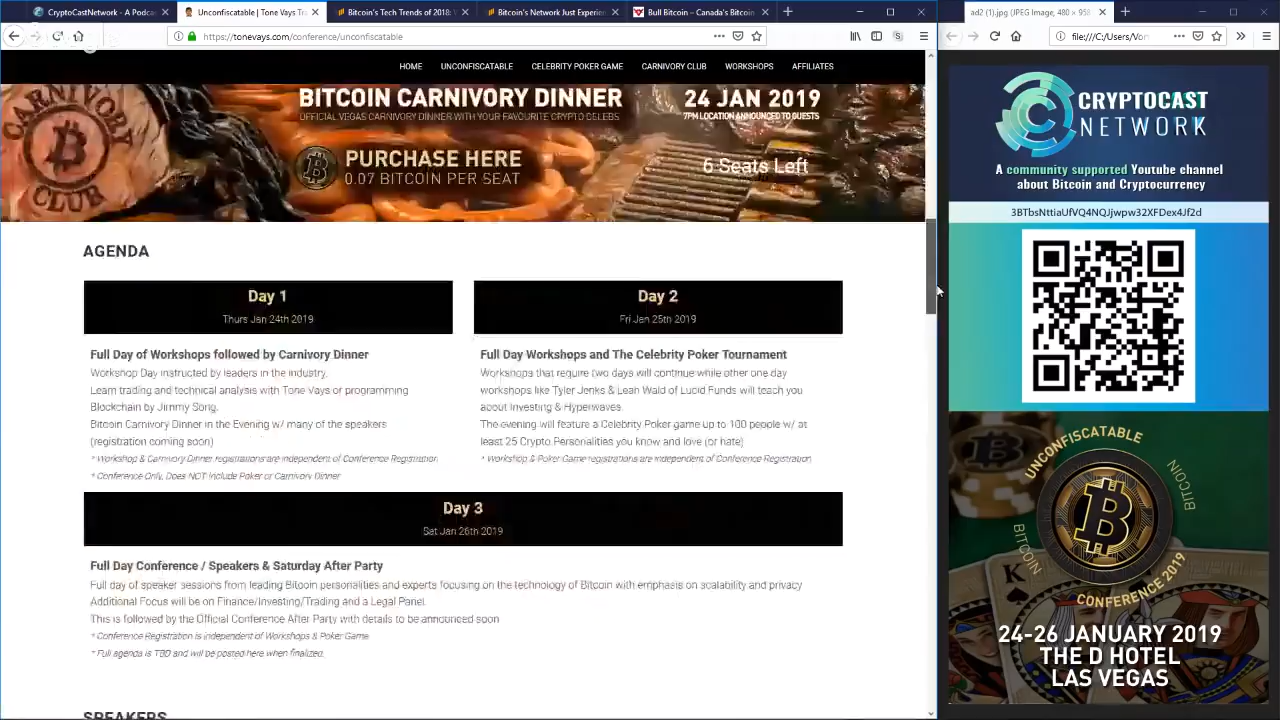 CryptoCastNetwork - A Podca
Unconfiscatable | Tone Vays Tra
Bitcoin's Tech Trends of 2018:
Bitcoin's Network Just Experien
Bull Bitcoin – Canada's Bitcoin
https://tonevays.com/conference/unconfiscatable
HOME UNCONFISCATABLE CELEBRITY POKER GAME CARNIVORY CLUB WORKSHOPS AFFILIATES
CARNIVORY
CLUB
BITCOIN CARNIVORY DINNER
OFFICIAL VEGAS CARNIVORY DINNER WITH YOUR FAVOURITE CRYPTO CELEBS
24 JAN 2019
7PM LOCATION ANNOUNCED TO GUESTS
PURCHASE HERE
0.07 BITCOIN PER SEAT
6 Seats Left
AGENDA
Day 1
Thurs Jan 24th 2019
Full Day of Workshops followed by Carnivory Dinner
Workshop Day instructed by leaders in the industry.
Learn trading and technical analysis with Tone Vays or programming
Blockchain by Jimmy Song.
Bitcoin Carnivory Dinner in the Evening w/ many of the speakers
(registration coming soon)
* Workshop & Carnivory Dinner registrations are independent of Conference Registration
* Conference Only, Does NOT Include Poker or Carnivory Dinner
Day 2
Fri Jan 25th 2019
Full Day Workshops and The Celebrity Poker Tournament
Workshops that require two days will continue while other one day
workshops like Tyler Jenks & Leah Wald of Lucid Funds will teach you
about Investing & Hyperwaves.
The evening will feature a Celebrity Poker game up to 100 people w/ at
least 25 Crypto Personalities you know and love (or hate)
* Workshop & Poker Game registrations are independent of Conference Registration
Day 3
Sat Jan 26th 2019
Full Day Conference / Speakers & Saturday After Party
Full day of speaker sessions from leading Bitcoin personalities and experts focusing on the technology of Bitcoin with emphasis on scalability and privacy
Additional Focus will be on Finance/Investing/Trading and a Legal Panel.
This is followed by the Official Conference After Party with details to be announced soon
* Conference Registration is independent of Workshops & Poker Game
* Full agenda is TBD and will be posted here when finalized.
SPEAKERS
ad2 (1).jpg (JPEG Image, 480 × 958
file:///C:/Users/Von
CRYPTOCAST
NETWORK
A community supported Youtube channel
about Bitcoin and Cryptocurrency
3BTbsNttiaUfVQ4NQJjwpw32XFDex4Jf2d
UNCONFISCATABLE
BITCOIN
BITCOIN
CONFERENCE 2019
K
24-26 JANUARY 2019
THE D HOTEL
LAS VEGAS